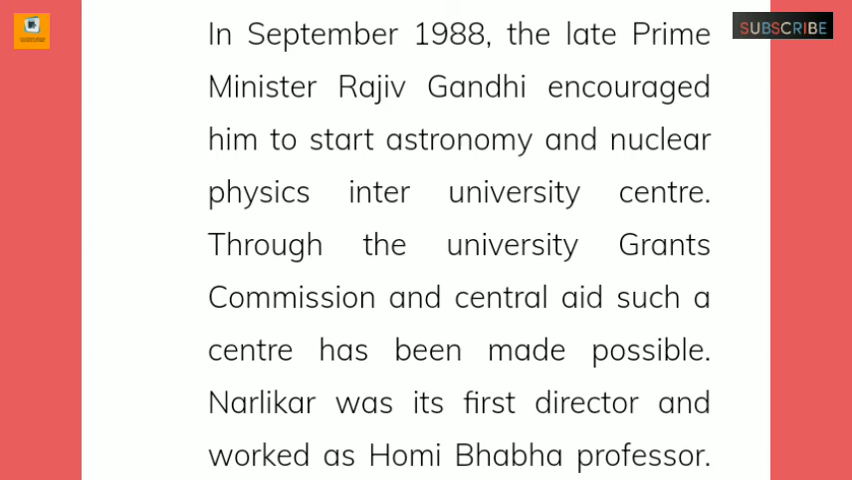 SUBSCRIBE
In September 1988, the late Prime
Minister Rajiv Gandhi encouraged
him to start astronomy and nuclear
physics inter university centre.
Through the university Grants
Commission and central aid such a
centre has been made possible.
Narlikar was its first director and
worked as Homi Bhabha professor.